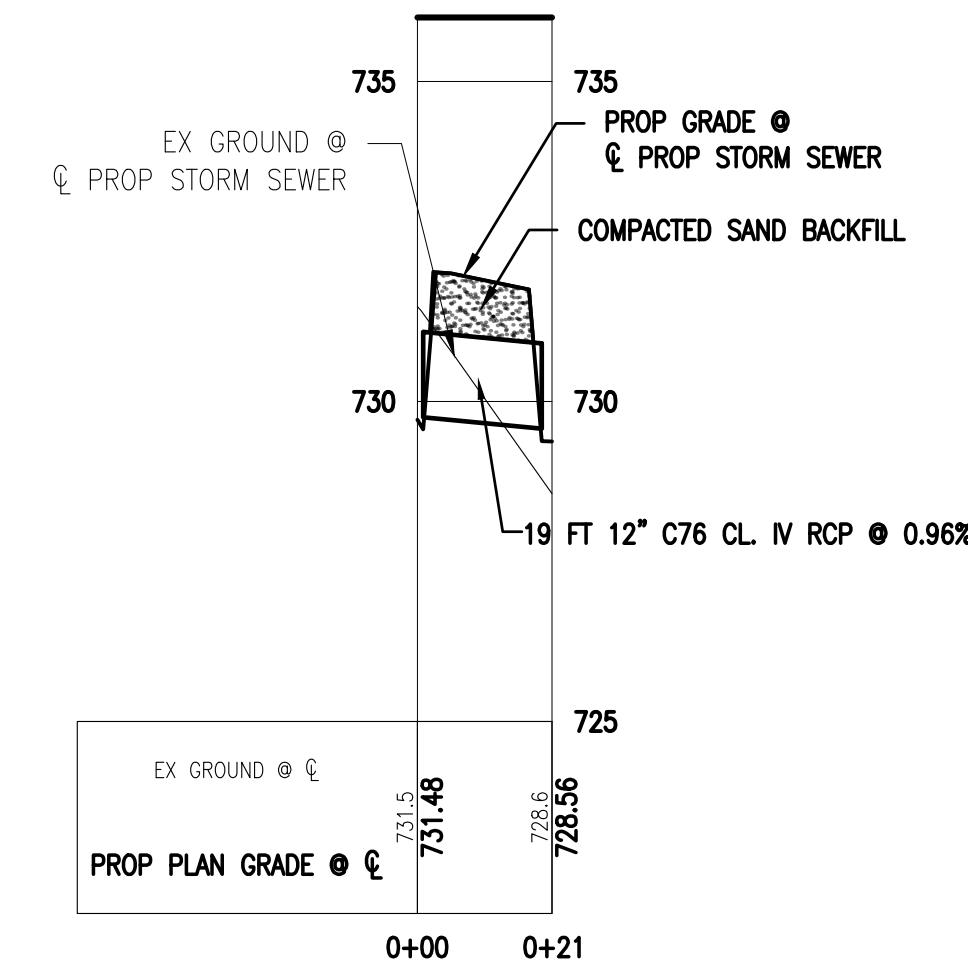 735 735
PROP GRADE @
℄ PROP STORM SEWER
EX GROUND @
℄ PROP STORM SEWER
COMPACTED SAND BACKFILL
730 730
19 FT 12" C76 CL. IV RCP @ 0.96%
725
EX GROUND @ ℄
731.5
731.48
728.6
728.56
PROP PLAN GRADE @ ℄
0+00 0+21